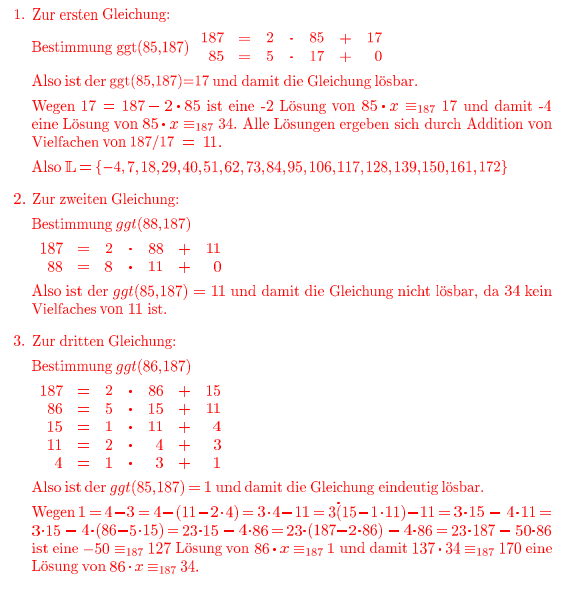 1. Zur ersten Gleichung:
Bestimmung ggt(85,187) 187 = 2 · 85 + 17
85 = 5 · 17 + 0
Also ist der ggt(85,187)=17 und damit die Gleichung lösbar.
Wegen 17 = 187 − 2 · 85 ist eine -2 Lösung von 85 · x ≡₁₈₇ 17 und damit -4
eine Lösung von 85 · x ≡₁₈₇ 34. Alle Lösungen ergeben sich durch Addition von
Vielfachen von 187/17 = 11.
Also 𝕃 = {−4, 7, 18, 29, 40, 51, 62, 73, 84, 95, 106, 117, 128, 139, 150, 161, 172}
2. Zur zweiten Gleichung:
Bestimmung ggt(88,187)
187 = 2 · 88 + 11
88 = 8 · 11 + 0
Also ist der ggt(85,187) = 11 und damit die Gleichung nicht lösbar, da 34 kein
Vielfaches von 11 ist.
3. Zur dritten Gleichung:
Bestimmung ggt(86,187)
187 = 2 · 86 + 15
86 = 5 · 15 + 11
15 = 1 · 11 + 4
11 = 2 · 4 + 3
4 = 1 · 3 + 1
Also ist der ggt(85,187) = 1 und damit die Gleichung eindeutig lösbar.
Wegen 1 = 4−3 = 4−(11−2·4) = 3·4−11 = 3(15−1·11)−11 = 3·15 − 4·11 =
3·15 − 4·(86−5·15) = 23·15 − 4·86 = 23·(187−2·86) − 4·86 = 23·187 − 50·86
ist eine −50 ≡₁₈₇ 127 Lösung von 86 · x ≡₁₈₇ 1 und damit 137 · 34 ≡₁₈₇ 170 eine
Lösung von 86 · x ≡₁₈₇ 34.